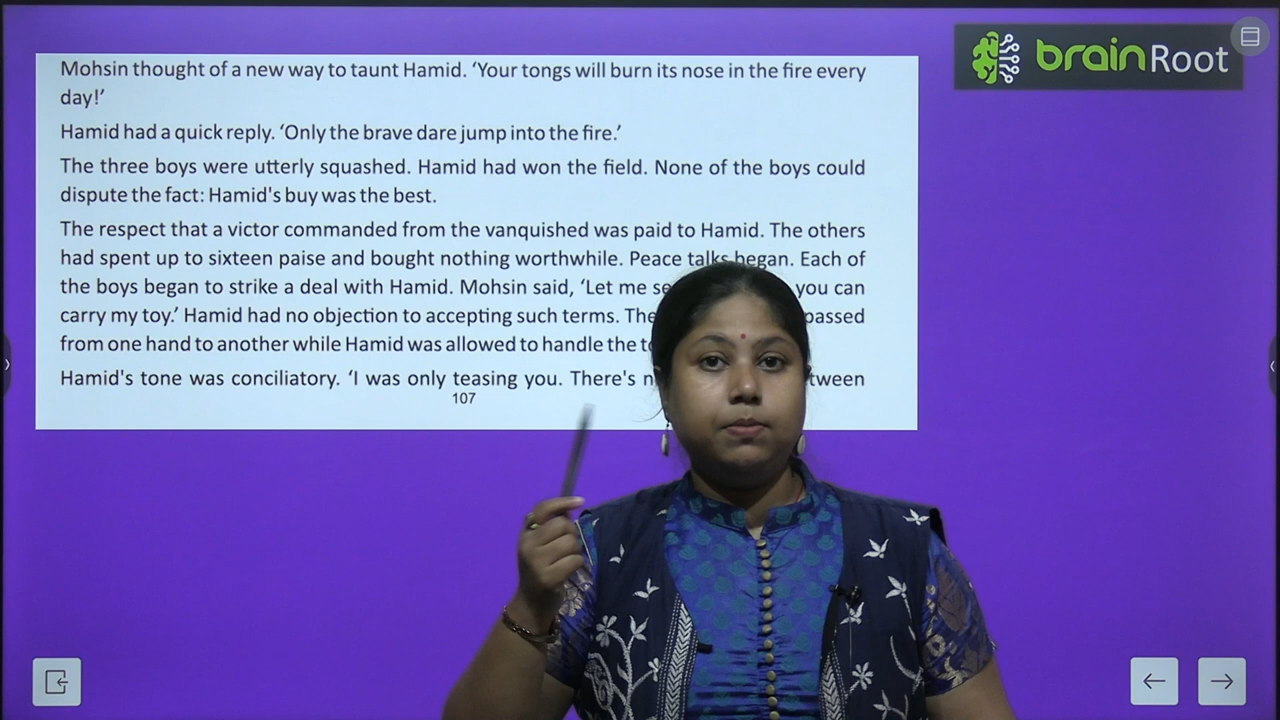 brainRoot
Mohsin thought of a new way to taunt Hamid. ‘Your tongs will burn its nose in the fire every
day!’
Hamid had a quick reply. ‘Only the brave dare jump into the fire.’
The three boys were utterly squashed. Hamid had won the field. None of the boys could
dispute the fact: Hamid's buy was the best.
The respect that a victor commanded from the vanquished was paid to Hamid. The others
had spent up to sixteen paise and bought nothing worthwhile. Peace talks began. Each of
the boys began to strike a deal with Hamid. Mohsin said, ‘Let me you can
carry my toy.’ Hamid had no objection to accepting such terms. passed
from one hand to another while Hamid was allowed to handle the
Hamid's tone was conciliatory. ‘I was only teasing you. There's
107